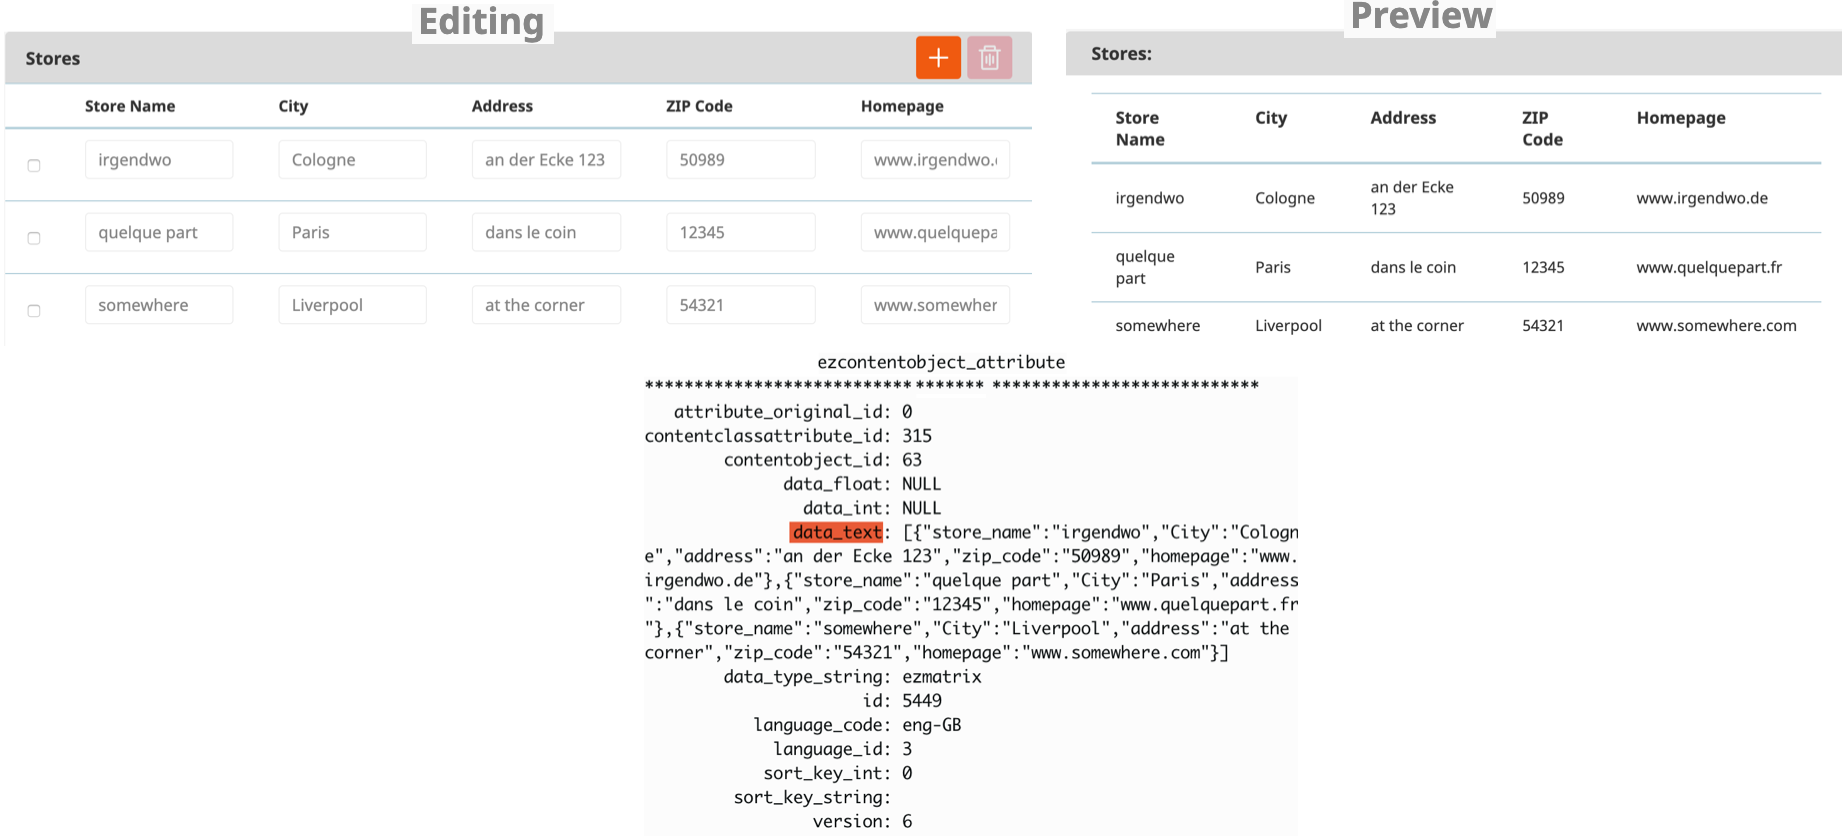 Editing
Stores
Store Name City Address ZIP Code Homepage
irgendwo Cologne an der Ecke 123 50989 www.irgendwo.
quelque part Paris dans le coin 12345 www.quelquepa
somewhere Liverpool at the corner 54321 www.somewher
Preview
Stores:
Store Name City Address ZIP Code Homepage
irgendwo Cologne an der Ecke 123 50989 www.irgendwo.de
quelque part Paris dans le coin 12345 www.quelquepart.fr
somewhere Liverpool at the corner 54321 www.somewhere.com
ezcontentobject_attribute
*************************** ******* ***************************
attribute_original_id: 0
contentclassattribute_id: 315
contentobject_id: 63
data_float: NULL
data_int: NULL
data_text: [{"store_name":"irgendwo","City":"Cologn
e","address":"an der Ecke 123","zip_code":"50989","homepage":"www.
irgendwo.de"},{"store_name":"quelque part","City":"Paris","address
":"dans le coin","zip_code":"12345","homepage":"www.quelquepart.fr
"},{"store_name":"somewhere","City":"Liverpool","address":"at the
corner","zip_code":"54321","homepage":"www.somewhere.com"}]
data_type_string: ezmatrix
id: 5449
language_code: eng-GB
language_id: 3
sort_key_int: 0
sort_key_string:
version: 6